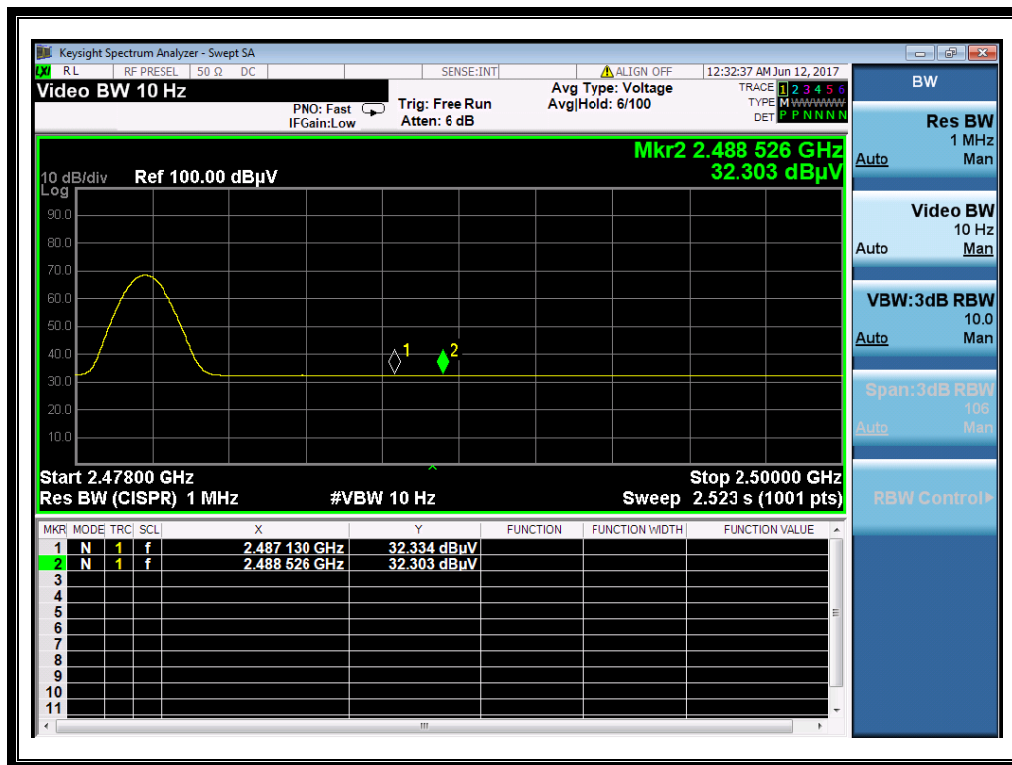 Keysight Spectrum Analyzer - Swept SA
LXI RL RF PRESEL 50 Ω DC SENSE:INT ALIGN OFF 12:32:37 AM Jun 12, 2017
Video BW 10 Hz
PNO: Fast
IFGain:Low
Trig: Free Run
Atten: 6 dB
Avg Type: Voltage
Avg|Hold: 6/100
TRACE 1 2 3 4 5 6
TYPE M WWWWW
DET P P N N N N
Mkr2 2.488 526 GHz
32.303 dBµV
10 dB/div Ref 100.00 dBµV
Log
90.0
80.0
70.0
60.0
50.0
40.0
30.0
20.0
10.0
1
2
Start 2.47800 GHz Stop 2.50000 GHz
Res BW (CISPR) 1 MHz #VBW 10 Hz Sweep 2.523 s (1001 pts)
MKR MODE TRC SCL X Y FUNCTION FUNCTION WIDTH FUNCTION VALUE
1 N 1 f 2.487 130 GHz 32.334 dBµV
2 N 1 f 2.488 526 GHz 32.303 dBµV
3
4
5
6
7
8
9
10
11
BW
Res BW
1 MHz
Auto Man
Video BW
10 Hz
Auto Man
VBW:3dB RBW
10.0
Auto Man
Span:3dB RBW
106
Auto Man
RBW Control